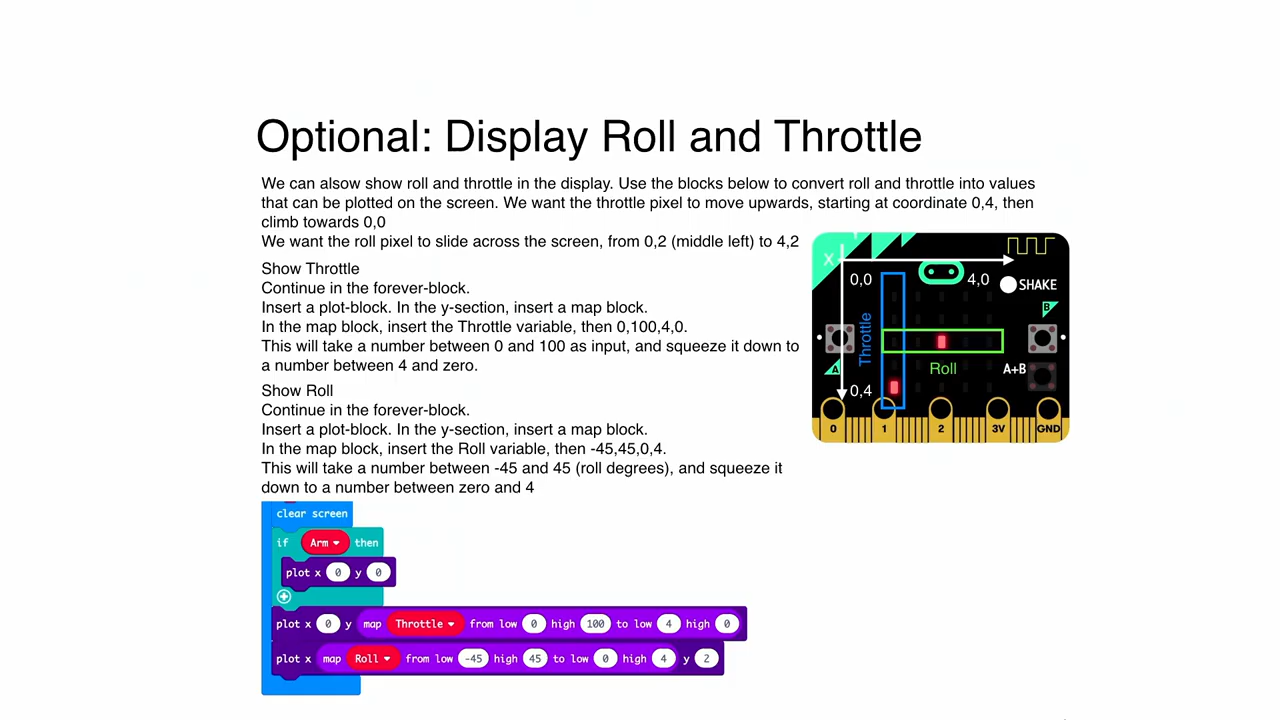 Optional: Display Roll and Throttle
We can alsow show roll and throttle in the display. Use the blocks below to convert roll and throttle into values
that can be plotted on the screen. We want the throttle pixel to move upwards, starting at coordinate 0,4, then
climb towards 0,0
We want the roll pixel to slide across the screen, from 0,2 (middle left) to 4,2
Show Throttle
Continue in the forever-block.
Insert a plot-block. In the y-section, insert a map block.
In the map block, insert the Throttle variable, then 0,100,4,0.
This will take a number between 0 and 100 as input, and squeeze it down to
a number between 4 and zero.
Show Roll
Continue in the forever-block.
Insert a plot-block. In the y-section, insert a map block.
In the map block, insert the Roll variable, then -45,45,0,4.
This will take a number between -45 and 45 (roll degrees), and squeeze it
down to a number between zero and 4
X
0,0 4,0 SHAKE
B
Throttle
Roll
A A+B
0,4
0 1 2 3V GND
clear screen
if Arm then
plot x 0 y 0
plot x 0 y map Throttle from low 0 high 100 to low 4 high 0
plot x map Roll from low -45 high 45 to low 0 high 4 y 2